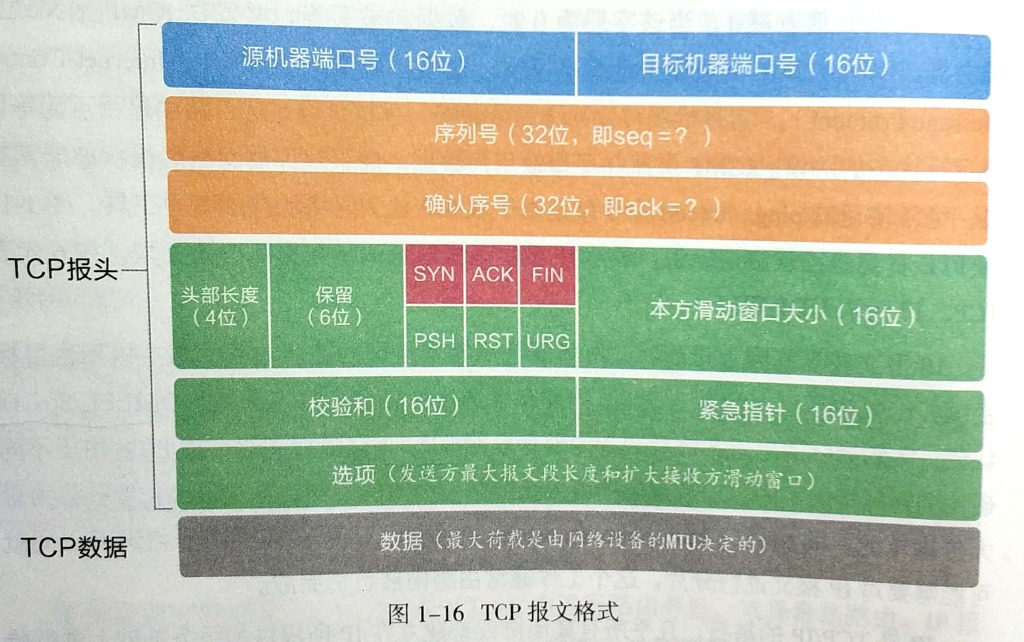 源机器端口号（16位）
目标机器端口号（16位）
序列号（32位，即seq=？）
确认序号（32位，即ack=？）
TCP报头
头部长度
（4位）
保留
（6位）
SYN
ACK
FIN
PSH
RST
URG
本方滑动窗口大小（16位）
校验和（16位）
紧急指针（16位）
选项（发送方最大报文段长度和扩大接收方滑动窗口）
TCP数据
数据（最大荷载是由网络设备的MTU决定的）
图 1-16 TCP 报文格式